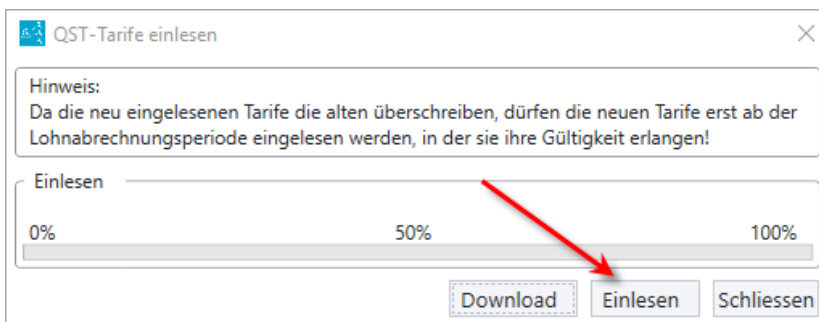 QST-Tarife einlesen
Hinweis:
Da die neu eingelesenen Tarife die alten überschreiben, dürfen die neuen Tarife erst ab der
Lohnabrechnungsperiode eingelesen werden, in der sie ihre Gültigkeit erlangen!
Einlesen
0% 50% 100%
Download Einlesen Schliessen